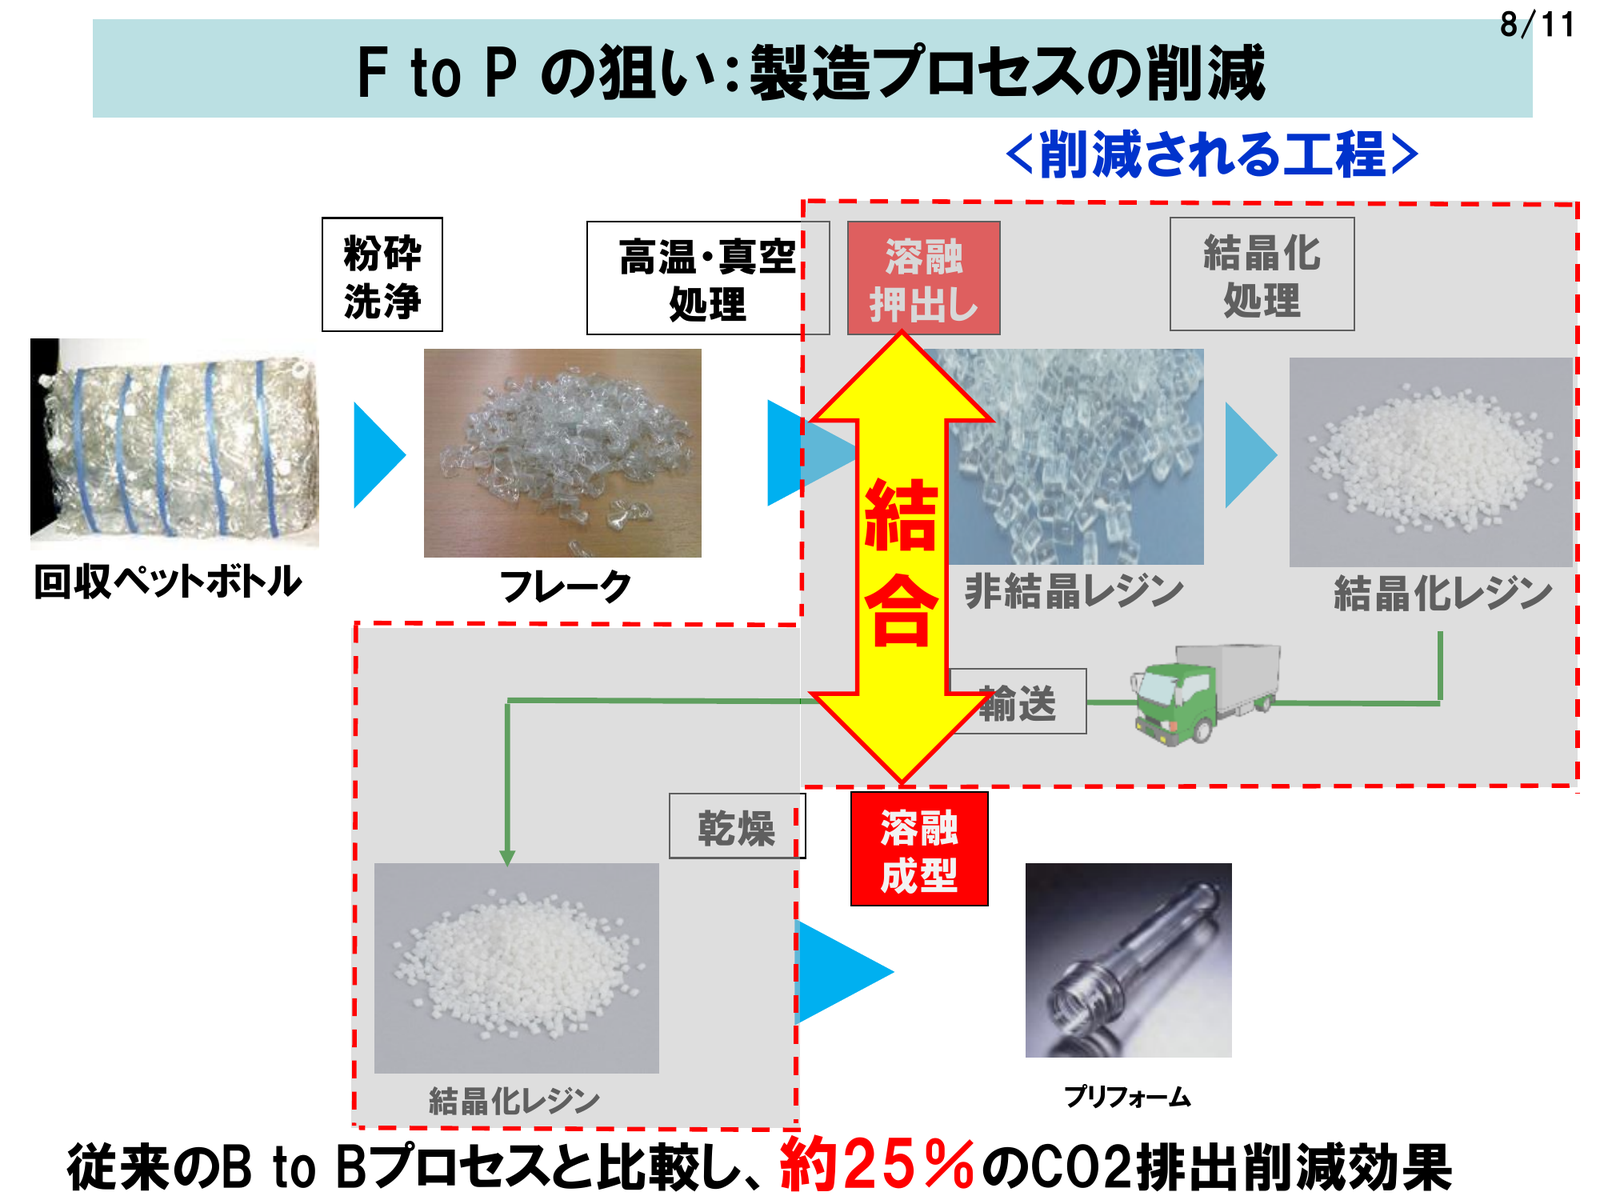 8/11
F to P の狙い：製造プロセスの削減
<削減される工程>
粉砕
洗浄
高温・真空
処理
溶融
押出し
結晶化
処理
回収ペットボトル
フレーク
結
合
非結晶レジン
結晶化レジン
輸送
乾燥
溶融
成型
結晶化レジン
プリフォーム
従来のB to Bプロセスと比較し、約25%のCO2排出削減効果